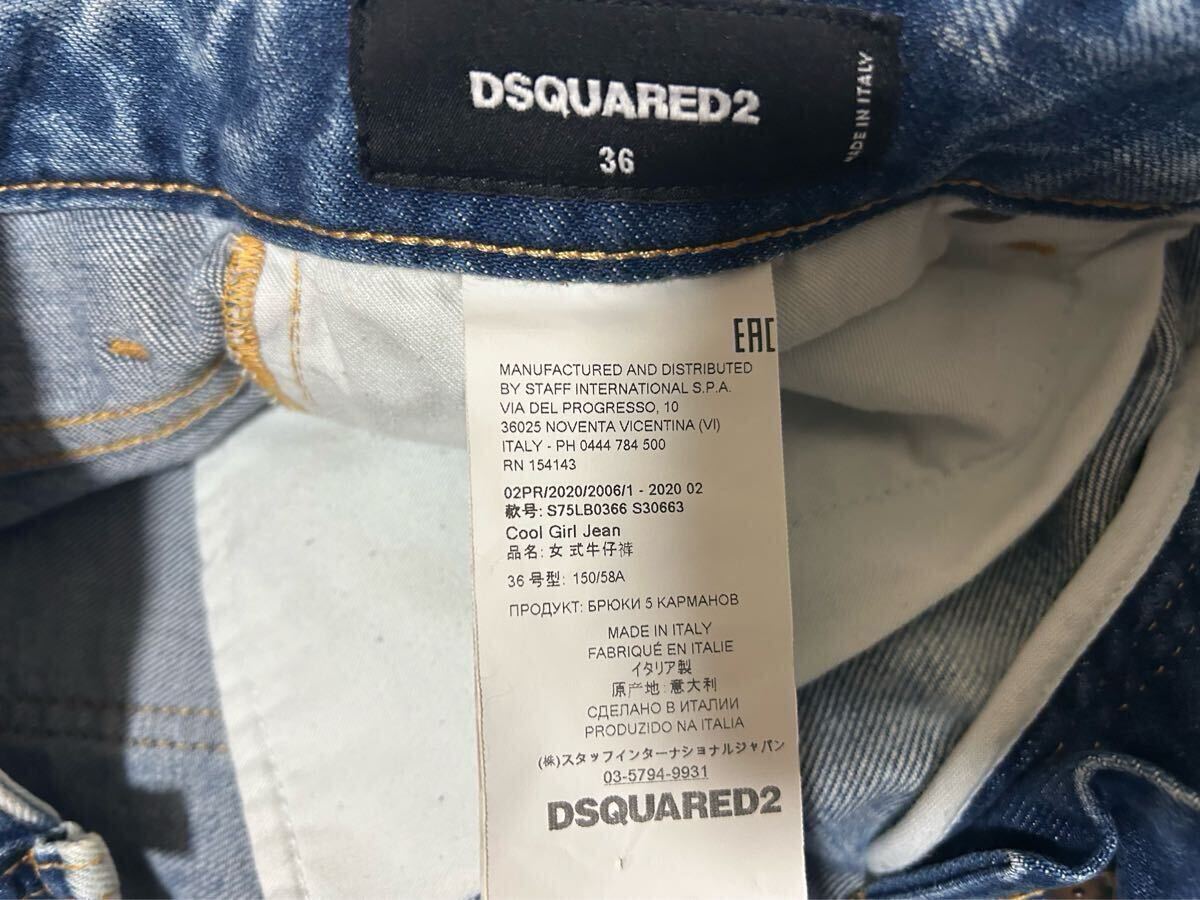 DSQUARED2
36
MADE IN ITALY
EAC
MANUFACTURED AND DISTRIBUTED
BY STAFF INTERNATIONAL S.P.A.
VIA DEL PROGRESSO, 10
36025 NOVENTA VICENTINA (VI)
ITALY - PH 0444 784 500
RN 154143
02PR/2020/2006/1 - 2020 02
款号: S75LB0366 S30663
Cool Girl Jean
品名: 女 式牛仔裤
36 号型: 150/58A
ПРОДУКТ: БРЮКИ 5 КАРМАНОВ
MADE IN ITALY
FABRIQUÉ EN ITALIE
イタリア製
原产地: 意大利
СДЕЛАНО В ИТАЛИИ
PRODUZIDO NA ITALIA
(株)スタッフインターナショナルジャパン
03-5794-9931
DSQUARED2